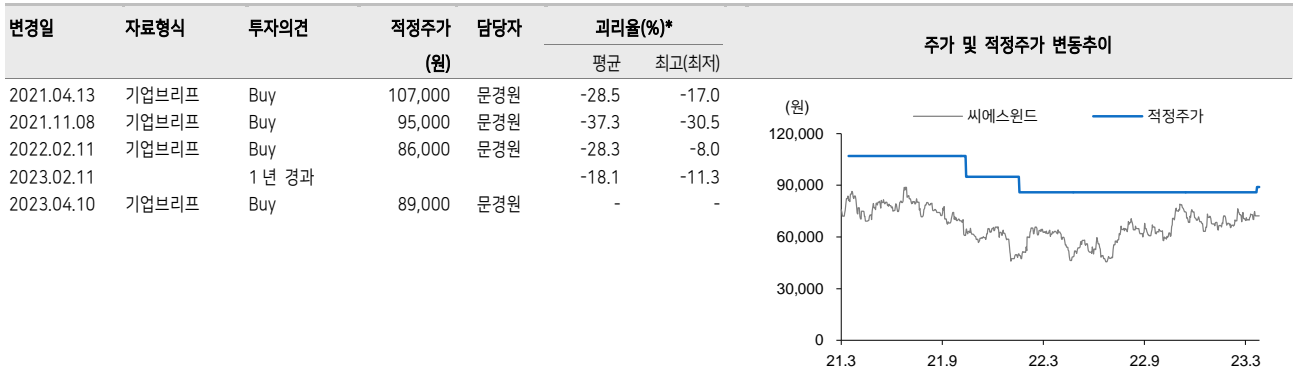 변경일 자료형식 투자의견 적정주가 담당자 괴리율(%)*
(원) 평균 최고(최저)
2021.04.13 기업브리프 Buy 107,000 문경원 -28.5 -17.0
2021.11.08 기업브리프 Buy 95,000 문경원 -37.3 -30.5
2022.02.11 기업브리프 Buy 86,000 문경원 -28.3 -8.0
2023.02.11 1년 경과 -18.1 -11.3
2023.04.10 기업브리프 Buy 89,000 문경원 - -
주가 및 적정주가 변동추이
(원)
씨에스윈드 적정주가
120,000
90,000
60,000
30,000
0
21.3 21.9 22.3 22.9 23.3